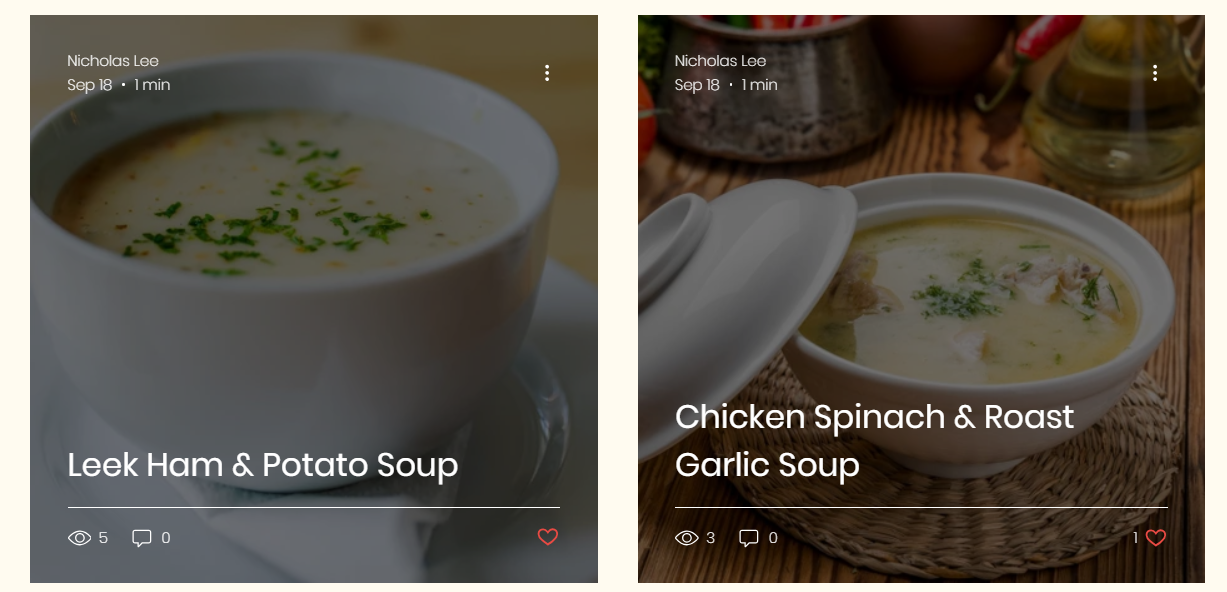 Nicholas Lee
Sep 18 • 1 min
Leek Ham & Potato Soup
5 0
Nicholas Lee
Sep 18 • 1 min
Chicken Spinach & Roast
Garlic Soup
3 0 1